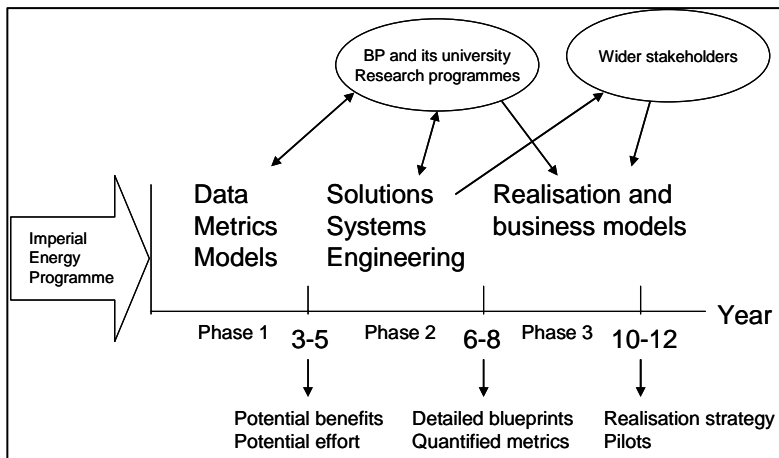 BP and its university
Research programmes
Wider stakeholders
Imperial
Energy
Programme
Data
Metrics
Models
Solutions
Systems
Engineering
Realisation and
business models
Phase 1
3-5
Phase 2
6-8
Phase 3
10-12
Year
Potential benefits
Potential effort
Detailed blueprints
Quantified metrics
Realisation strategy
Pilots